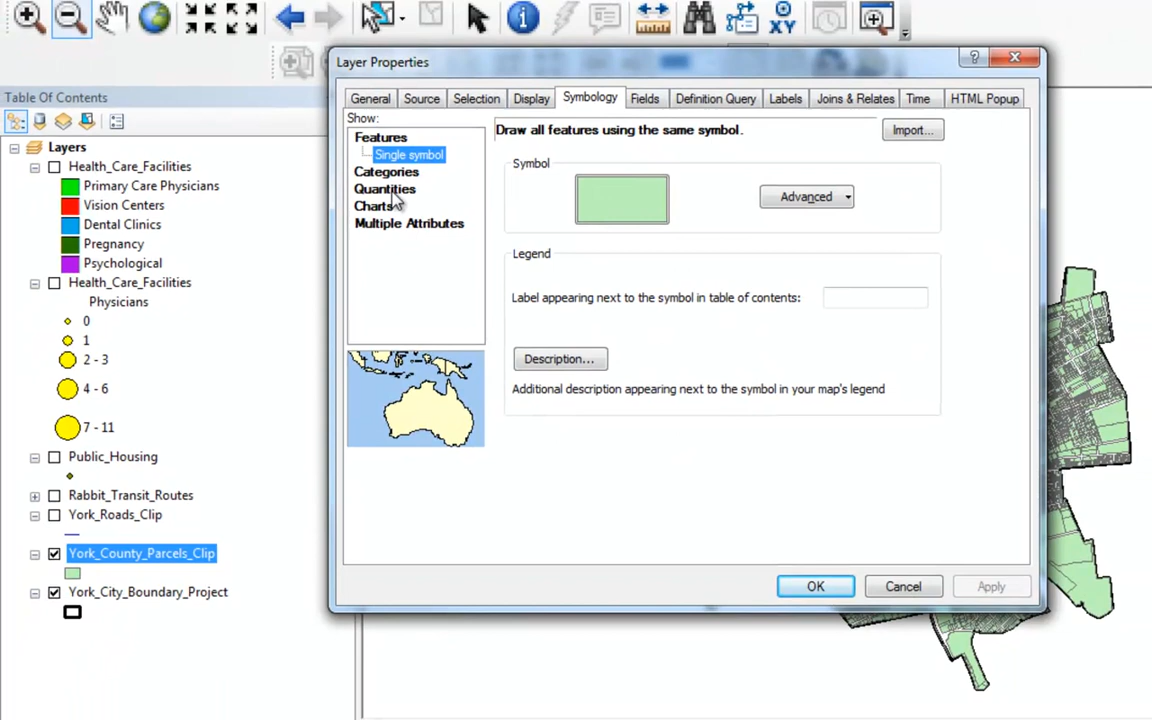 XY
Layer Properties
?
Table Of Contents
General Source Selection Display Symbology Fields Definition Query Labels Joins & Relates Time HTML Popup
Show:
Features
Single symbol
Categories
Quantities
Charts
Multiple Attributes
Draw all features using the same symbol.
Import...
Symbol
Advanced
Legend
Label appearing next to the symbol in table of contents:
Description...
Additional description appearing next to the symbol in your map's legend
OK Cancel Apply
Layers
Health_Care_Facilities
Primary Care Physicians
Vision Centers
Dental Clinics
Pregnancy
Psychological
Health_Care_Facilities
Physicians
0
1
2 - 3
4 - 6
7 - 11
Public_Housing
Rabbit_Transit_Routes
York_Roads_Clip
York_County_Parcels_Clip
York_City_Boundary_Project